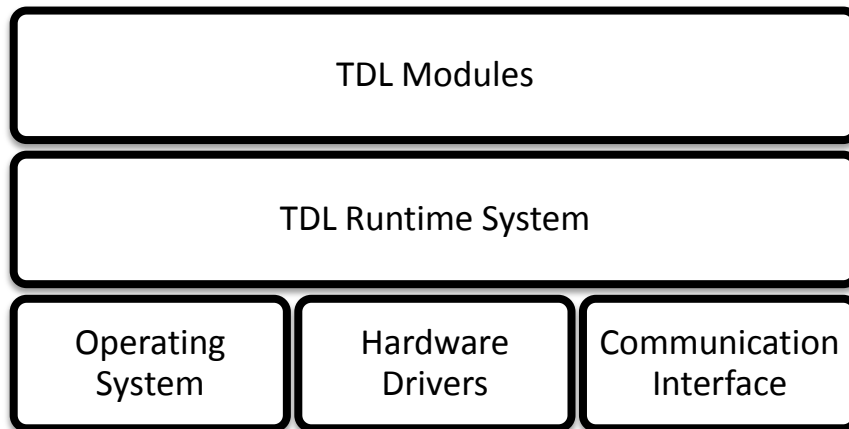 TDL Modules
TDL Runtime System
Operating
System
Hardware
Drivers
Communication
Interface